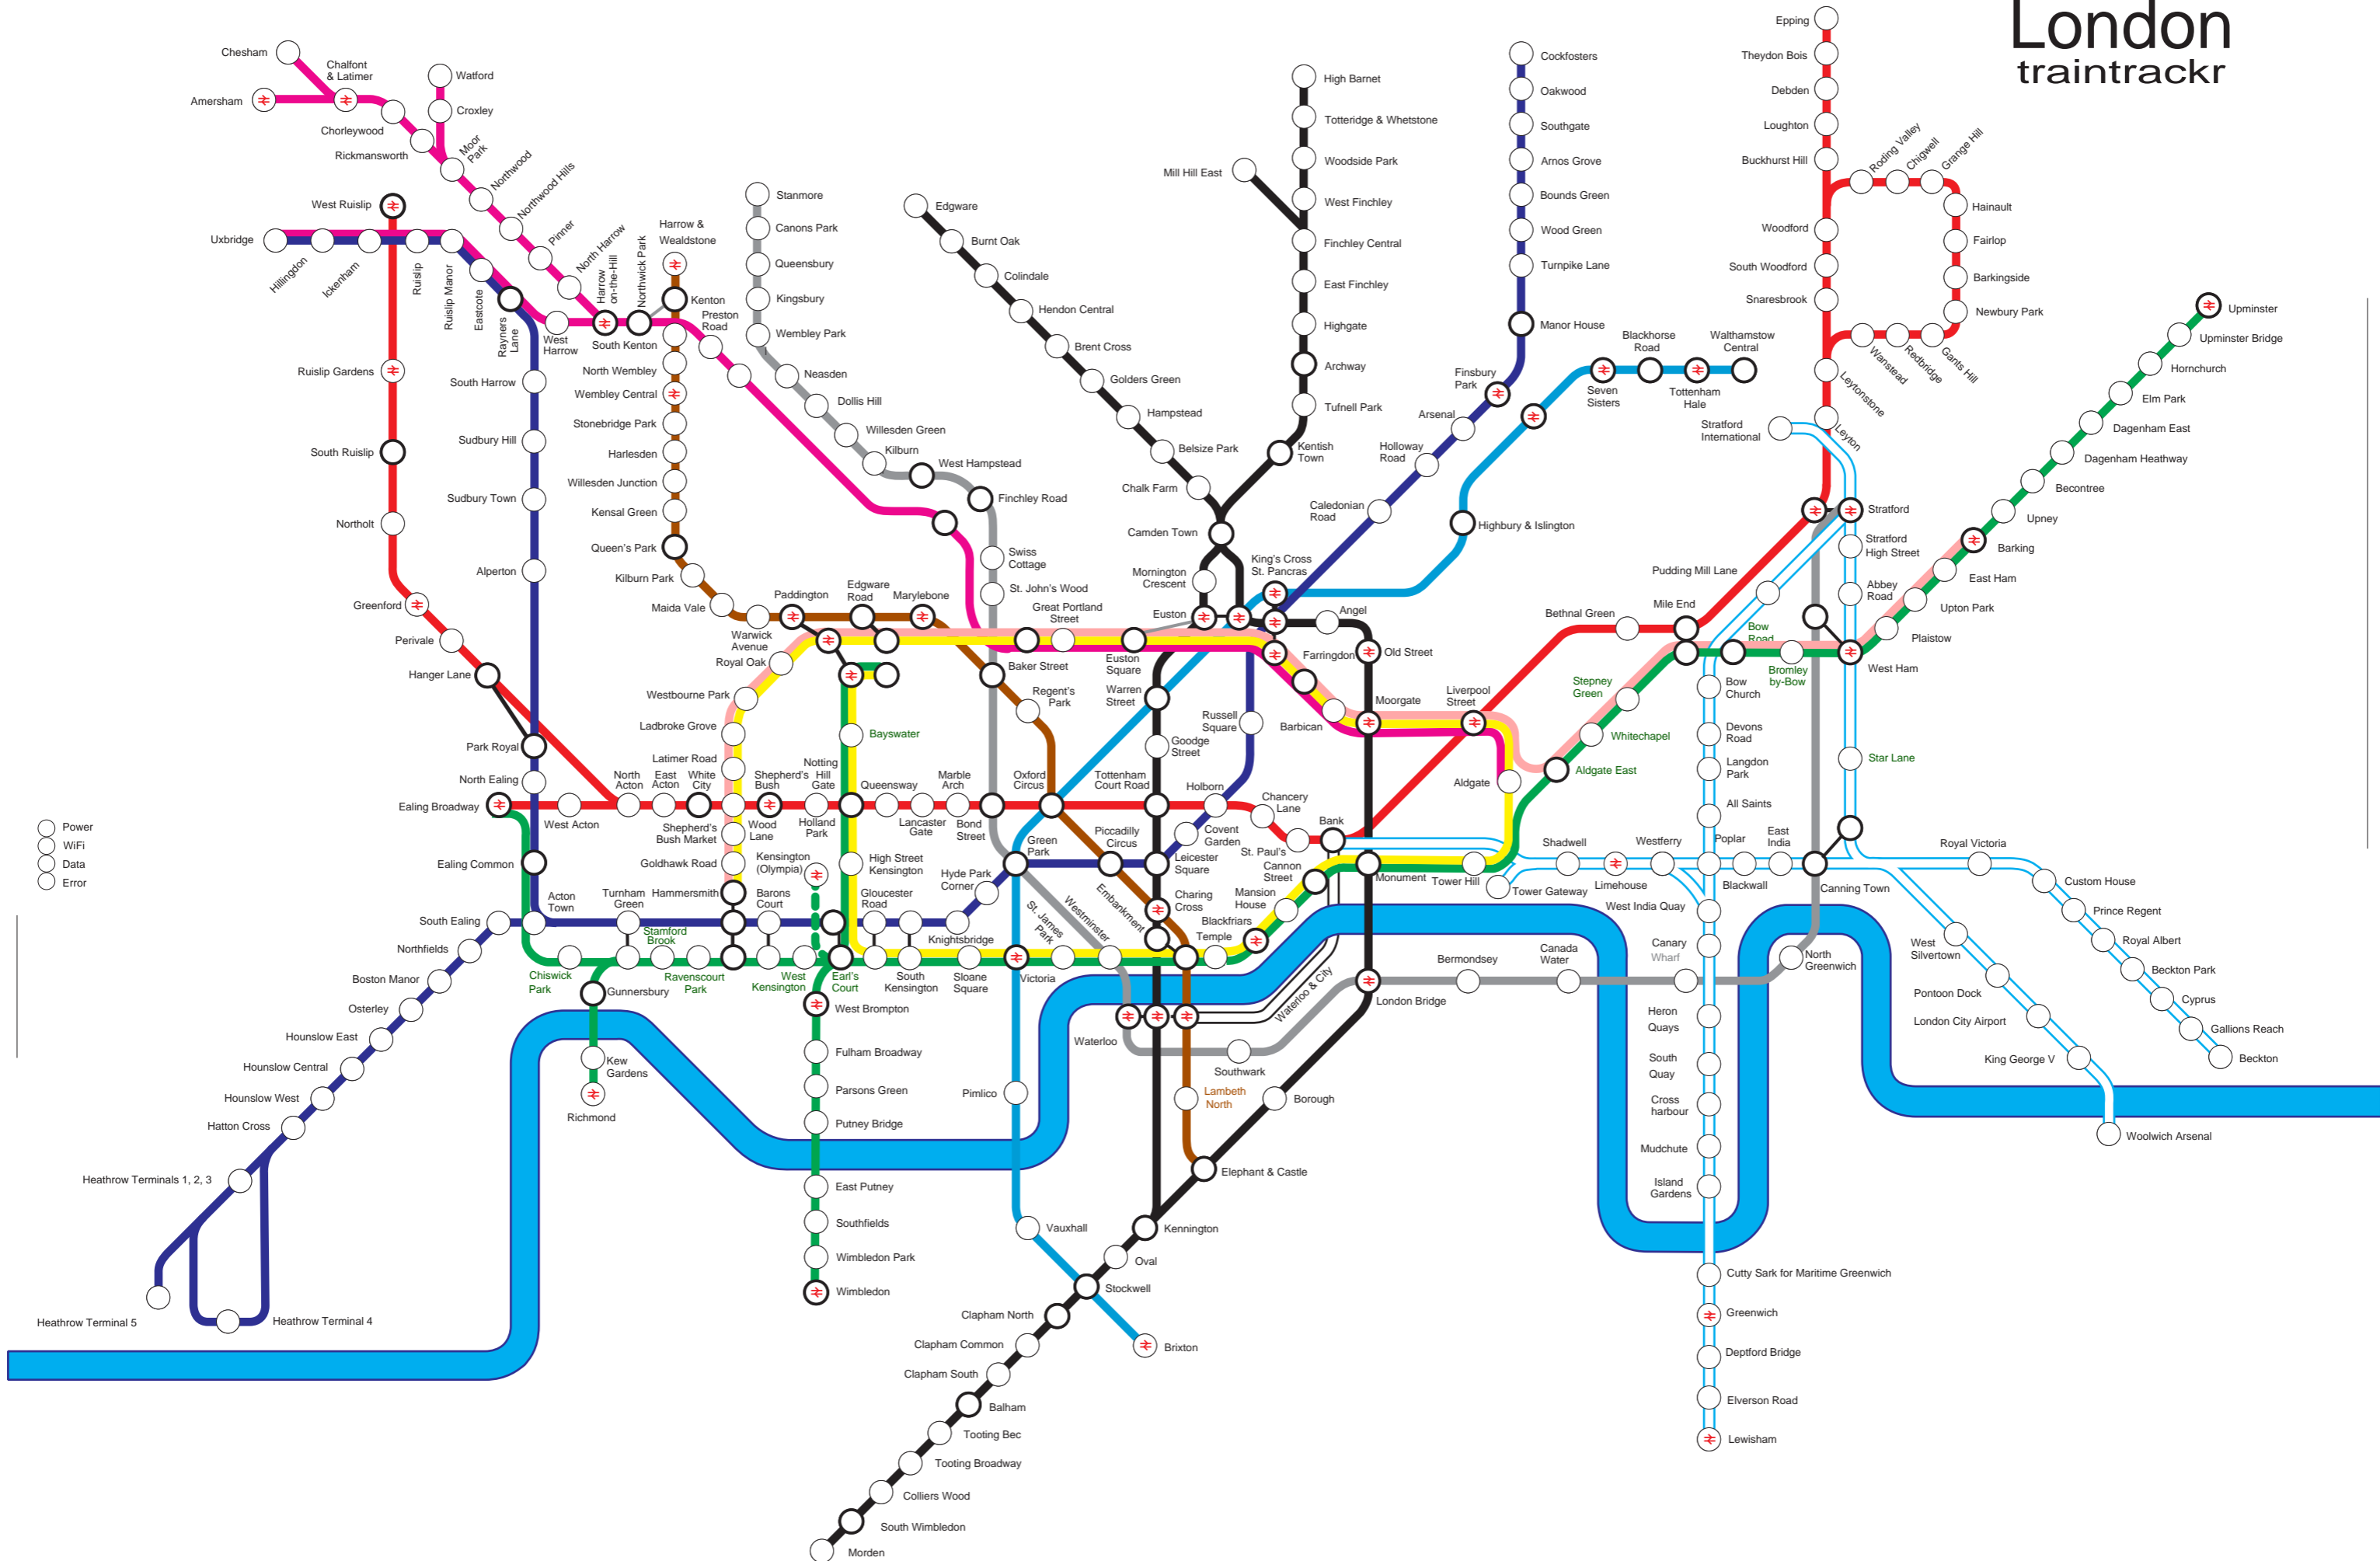 London
traintrackr
Chesham
Chalfont
& Latimer
Amersham
Watford
Croxley
Chorleywood
Rickmansworth
Moor
Park
Northwood
Northwood Hills
Pinner
North Harrow
Harrow
on-the-Hill
Northwick Park
West Ruislip
Uxbridge
Hillingdon
Ickenham
Ruislip
Ruislip Manor
Eastcote
Rayners
Lane
West
Harrow
Harrow &
Wealdstone
Kenton
Preston
Road
South Kenton
North Wembley
Wembley Central
Stonebridge Park
Harlesden
Willesden Junction
Kensal Green
Queen's Park
Kilburn Park
Maida Vale
Warwick
Avenue
Paddington
Edgware
Road
Marylebone
Stanmore
Canons Park
Queensbury
Kingsbury
Wembley Park
Neasden
Dollis Hill
Willesden Green
Kilburn
West Hampstead
Finchley Road
Swiss
Cottage
St. John's Wood
Great Portland
Street
Baker Street
Regent's
Park
Edgware
Burnt Oak
Colindale
Hendon Central
Brent Cross
Golders Green
Hampstead
Belsize Park
Chalk Farm
Camden Town
Mornington
Crescent
Euston
High Barnet
Totteridge & Whetstone
Woodside Park
Mill Hill East
West Finchley
Finchley Central
East Finchley
Highgate
Archway
Tufnell Park
Kentish
Town
Cockfosters
Oakwood
Southgate
Arnos Grove
Bounds Green
Wood Green
Turnpike Lane
Manor House
Finsbury
Park
Arsenal
Holloway
Road
Caledonian
Road
King's Cross
St. Pancras
Blackhorse
Road
Walthamstow
Central
Seven
Sisters
Tottenham
Hale
Highbury & Islington
Epping
Theydon Bois
Debden
Loughton
Buckhurst Hill
Roding Valley
Chigwell
Grange Hill
Hainault
Fairlop
Barkingside
Newbury Park
Woodford
South Woodford
Snaresbrook
Wanstead
Redbridge
Gants Hill
Leytonstone
Leyton
Stratford
International
Stratford
Stratford
High Street
Abbey
Road
Pudding Mill Lane
Upminster
Upminster Bridge
Hornchurch
Elm Park
Dagenham East
Dagenham Heathway
Becontree
Upney
Barking
East Ham
Upton Park
Plaistow
West Ham
Ruislip Gardens
South Ruislip
Northolt
Greenford
Perivale
Hanger Lane
South Harrow
Sudbury Hill
Sudbury Town
Alperton
Park Royal
North Ealing
Ealing Broadway
West Acton
North
Acton
East
Acton
White
City
Shepherd's
Bush
Notting
Hill
Gate
Holland
Park
Queensway
Lancaster
Gate
Marble
Arch
Bond
Street
Oxford
Circus
Tottenham
Court Road
Holborn
Chancery
Lane
St. Paul's
Bank
Royal Oak
Westbourne Park
Ladbroke Grove
Latimer Road
Shepherd's
Bush Market
Wood
Lane
Goldhawk Road
Hammersmith
Bayswater
High Street
Kensington
Kensington
(Olympia)
Euston
Square
Warren
Street
Goodge
Street
Russell
Square
Angel
Old Street
Farringdon
Barbican
Moorgate
Liverpool
Street
Aldgate
Aldgate East
Whitechapel
Stepney
Green
Bethnal Green
Mile End
Bow
Road
Bromley
by-Bow
Bow
Church
Devons
Road
Langdon
Park
All Saints
Star Lane
Power
WiFi
Data
Error
Ealing Common
Acton
Town
South Ealing
Northfields
Boston Manor
Osterley
Hounslow East
Hounslow Central
Hounslow West
Hatton Cross
Heathrow Terminals 1, 2, 3
Heathrow Terminal 5
Heathrow Terminal 4
Chiswick
Park
Turnham
Green
Stamford
Brook
Ravenscourt
Park
Barons
Court
West
Kensington
Earl's
Court
Gloucester
Road
South
Kensington
Knightsbridge
Hyde Park
Corner
Sloane
Square
Victoria
St. James
Park
Westminster
Embankment
Green
Park
Piccadilly
Circus
Leicester
Square
Covent
Garden
Charing
Cross
Temple
Blackfriars
Mansion
House
Cannon
Street
Monument
Tower Hill
Tower Gateway
Shadwell
Limehouse
Westferry
Poplar
East
India
Blackwall
Canning Town
Royal Victoria
Custom House
Prince Regent
Royal Albert
Beckton Park
Cyprus
Gallions Reach
Beckton
West
Silvertown
Pontoon Dock
London City Airport
King George V
Woolwich Arsenal
West India Quay
Canary
Wharf
North
Greenwich
Heron
Quays
South
Quay
Cross
harbour
Mudchute
Island
Gardens
Cutty Sark for Maritime Greenwich
Greenwich
Deptford Bridge
Elverson Road
Lewisham
Gunnersbury
Kew
Gardens
Richmond
West Brompton
Fulham Broadway
Parsons Green
Putney Bridge
East Putney
Southfields
Wimbledon Park
Wimbledon
Pimlico
Vauxhall
Stockwell
Brixton
Waterloo
Waterloo & City
Southwark
London Bridge
Bermondsey
Canada
Water
Lambeth
North
Borough
Elephant & Castle
Kennington
Oval
Clapham North
Clapham Common
Clapham South
Balham
Tooting Bec
Tooting Broadway
Colliers Wood
South Wimbledon
Morden